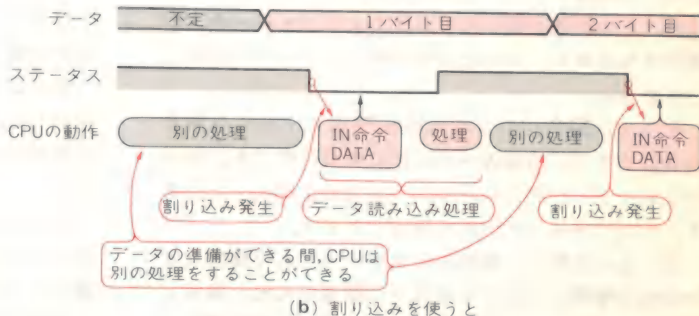 データ 不定 1バイト目 2バイト目
ステータス
CPUの動作 別の処理 IN命令 DATA 処理 別の処理 IN命令 DATA
割り込み発生 データ読み込み処理 割り込み発生
データの準備ができる間,CPUは
別の処理をすることができる
(b) 割り込みを使うと